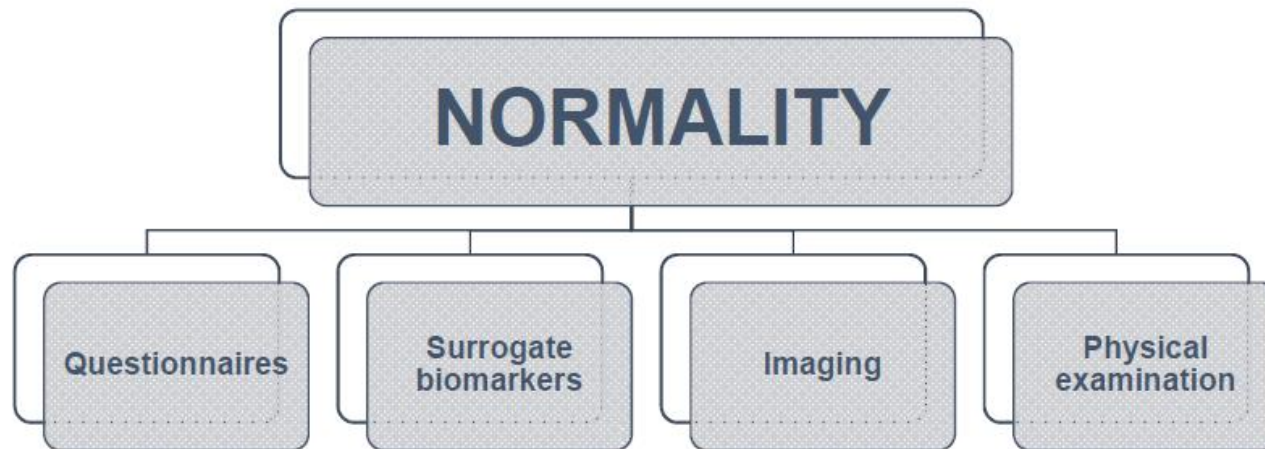 NORMALITY
Questionnaires
Surrogate
biomarkers
Imaging
Physical
examination